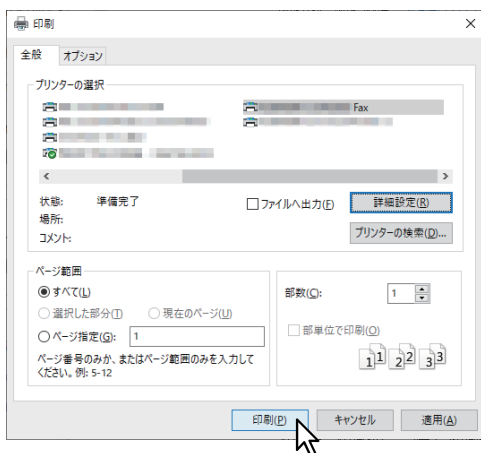 印刷
全般 オプション
プリンターの選択
Fax
状態: 準備完了
場所:
コメント:
ファイルへ出力(F)
詳細設定(R)
プリンターの検索(D)...
ページ範囲
すべて(L)
選択した部分(T) 現在のページ(U)
ページ指定(G): 1
ページ番号のみか、またはページ範囲のみを入力して
ください。例: 5-12
部数(C): 1
部単位で印刷(O)
1 1 2 2 3 3
印刷(P) キャンセル 適用(A)